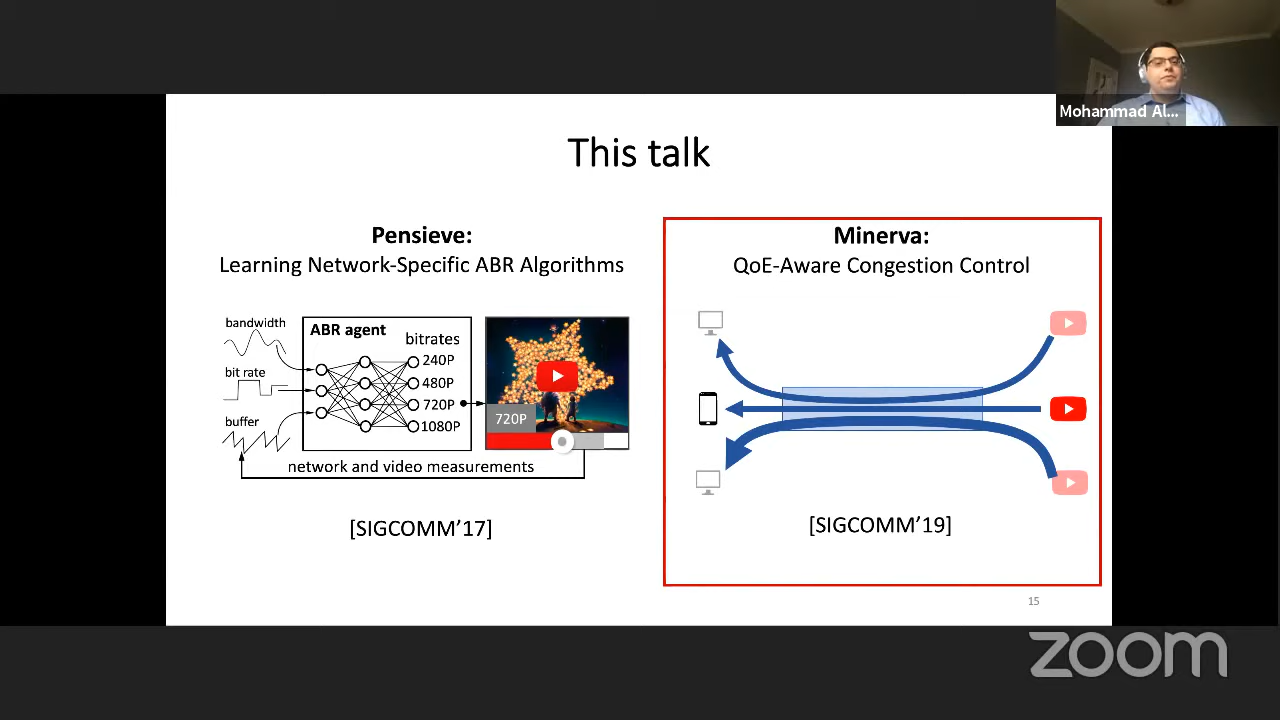 Mohammad Al...
This talk
Pensieve:
Learning Network-Specific ABR Algorithms
bandwidth
bit rate
buffer
ABR agent
bitrates
240P
480P
720P
1080P
720P
network and video measurements
[SIGCOMM’17]
Minerva:
QoE-Aware Congestion Control
[SIGCOMM’19]
15
zoom